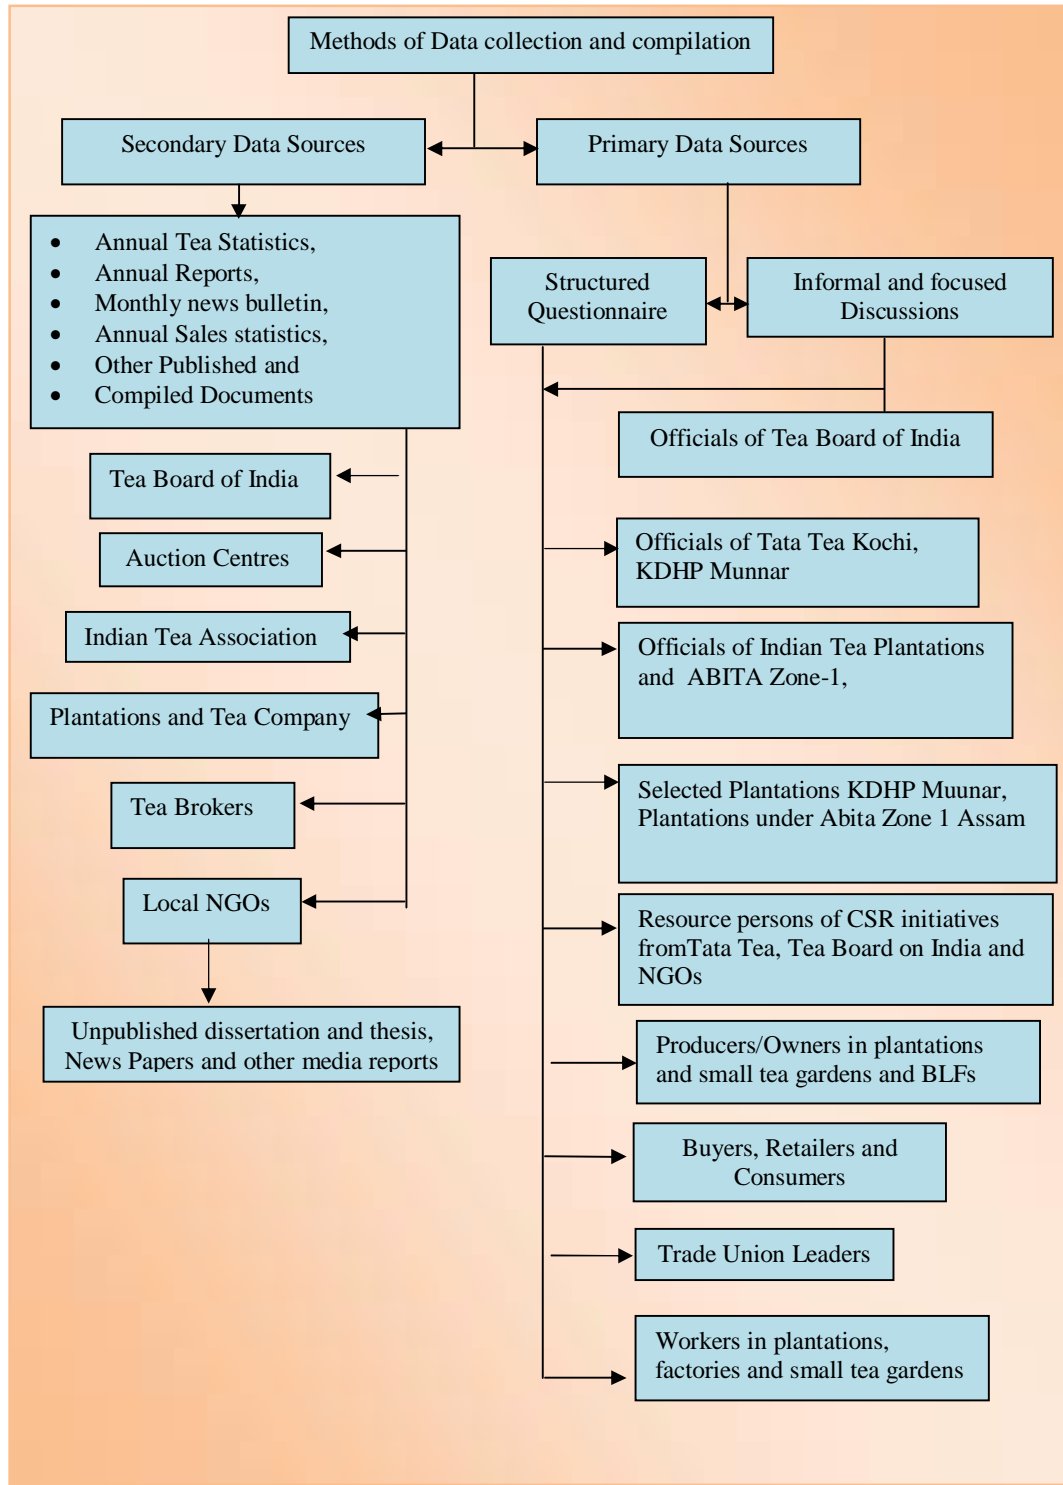 Methods of Data collection and compilation
Secondary Data Sources
Primary Data Sources
• Annual Tea Statistics,
• Annual Reports,
• Monthly news bulletin,
• Annual Sales statistics,
• Other Published and
• Compiled Documents
Structured
Questionnaire
Informal and focused
Discussions
Officials of Tea Board of India
Tea Board of India
Auction Centres
Indian Tea Association
Plantations and Tea Company
Tea Brokers
Local NGOs
Unpublished dissertation and thesis,
News Papers and other media reports
Officials of Tata Tea Kochi,
KDHP Munnar
Officials of Indian Tea Plantations
and ABITA Zone-1,
Selected Plantations KDHP Muunar,
Plantations under Abita Zone 1 Assam
Resource persons of CSR initiatives
fromTata Tea, Tea Board on India and
NGOs
Producers/Owners in plantations
and small tea gardens and BLFs
Buyers, Retailers and
Consumers
Trade Union Leaders
Workers in plantations,
factories and small tea gardens